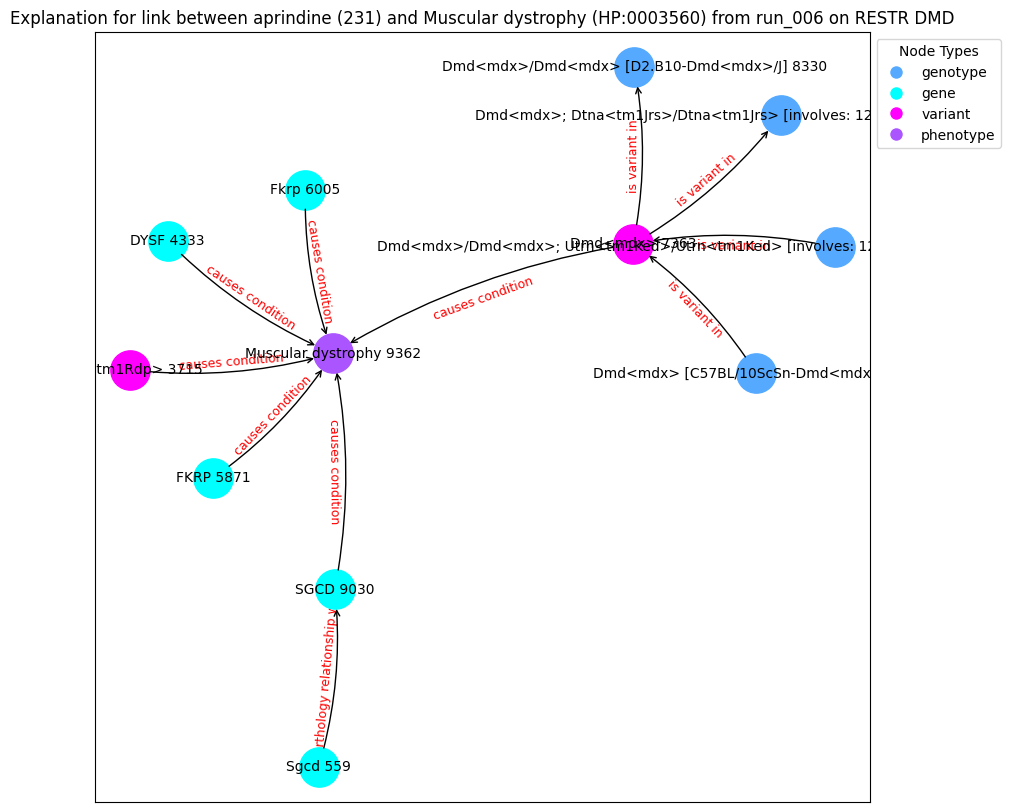 Explanation for link between aprindine (231) and Muscular dystrophy (HP:0003560) from run_006 on RESTR DMD
Node Types
genotype
gene
variant
phenotype
Dmd<mdx>/Dmd<mdx> [D2.B10-Dmd<mdx>/J] 8330
Dmd<mdx>; Dtna<tm1Jrs>/Dtna<tm1Jrs> [involves: 12
is variant in
is variant in
Fkrp 6005
DYSF 4333
causes condition
causes condition
Dmd<mdx> 7363
Dmd<mdx>/Dmd<mdx>; Utrn<tm1Ked>/Utrn<tm1Ked> [involves: 12
is variant in
causes condition
is variant in
Muscular dystrophy 9362
tm1Rdp> 3715
causes condition
Dmd<mdx> [C57BL/10ScSn-Dmd<mdx
causes condition
FKRP 5871
causes condition
SGCD 9030
rthology relationship
Sgcd 559